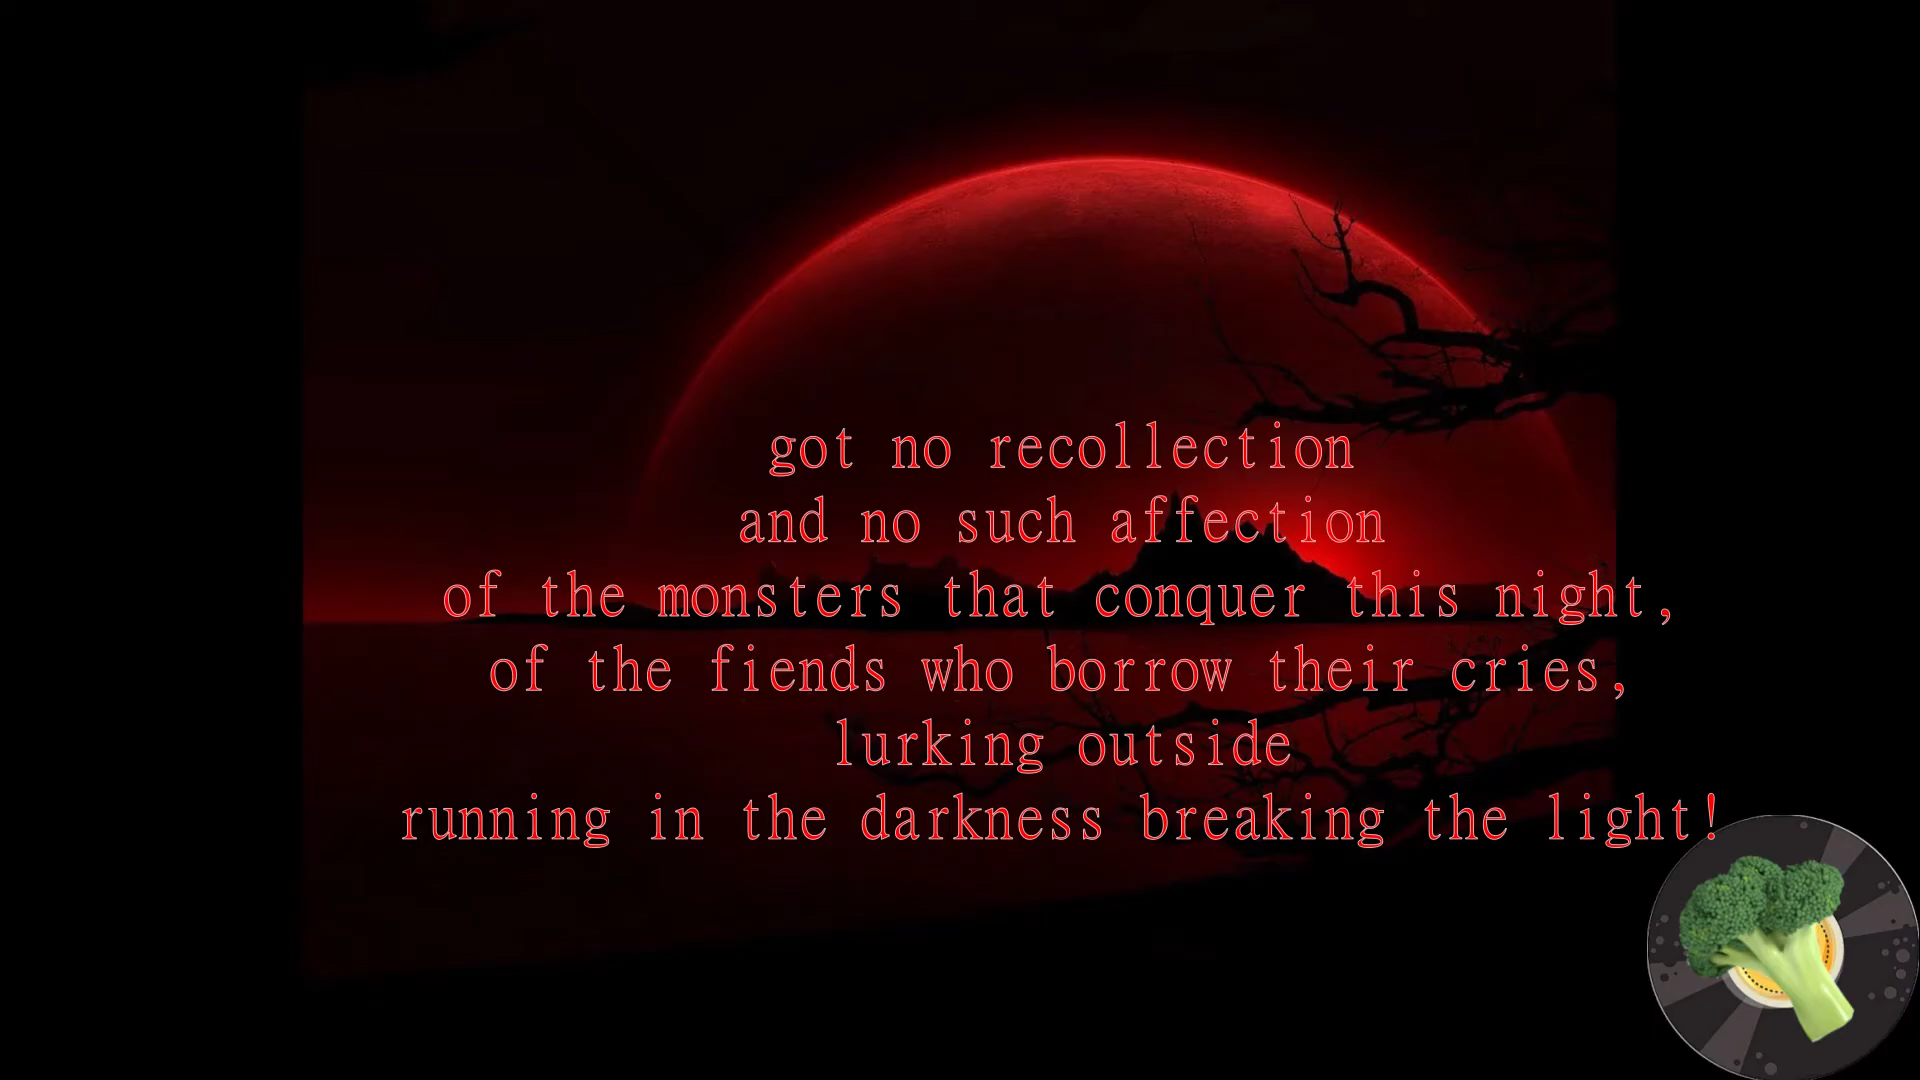 got no recollection
and no such affection
of the monsters that conquer this night,
of the fiends who borrow their cries,
lurking outside
running in the darkness breaking the light!